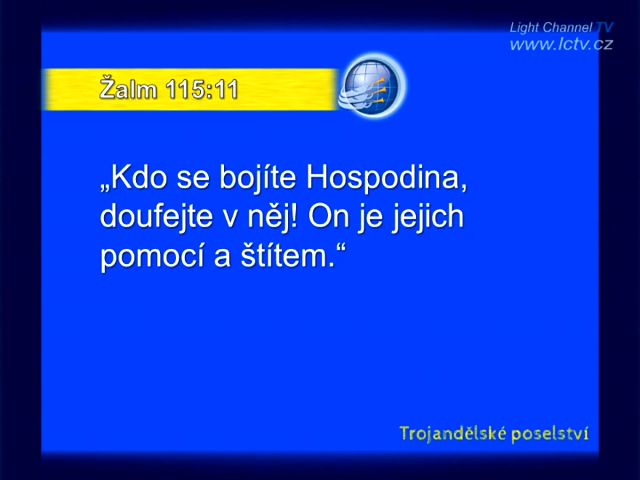 Light Channel TV
www.lctv.cz
Žalm 115:11
„Kdo se bojíte Hospodina,
doufejte v něj! On je jejich
pomocí a štítem.“
Trojandělské poselství